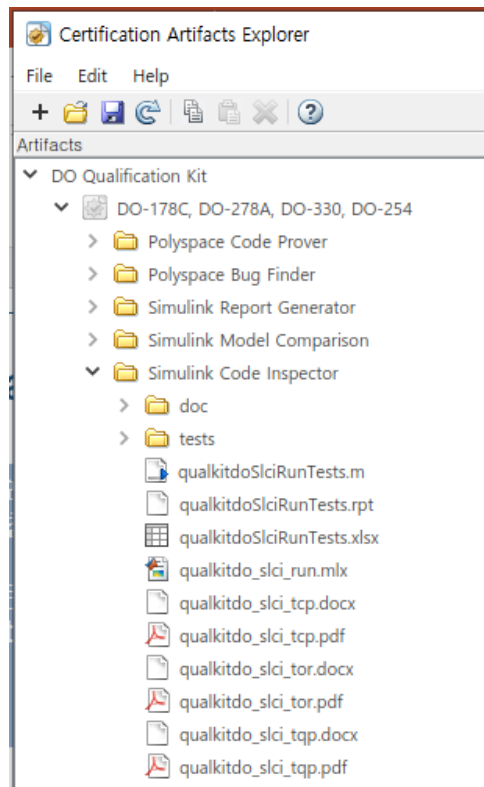 Certification Artifacts Explorer
File Edit Help
Artifacts
DO Qualification Kit
DO-178C, DO-278A, DO-330, DO-254
Polyspace Code Prover
Polyspace Bug Finder
Simulink Report Generator
Simulink Model Comparison
Simulink Code Inspector
doc
tests
qualkitdoSlciRunTests.m
qualkitdoSlciRunTests.rpt
qualkitdoSlciRunTests.xlsx
qualkitdo_slci_run.mlx
qualkitdo_slci_tcp.docx
qualkitdo_slci_tcp.pdf
qualkitdo_slci_tor.docx
qualkitdo_slci_tor.pdf
qualkitdo_slci_tqp.docx
qualkitdo_slci_tqp.pdf